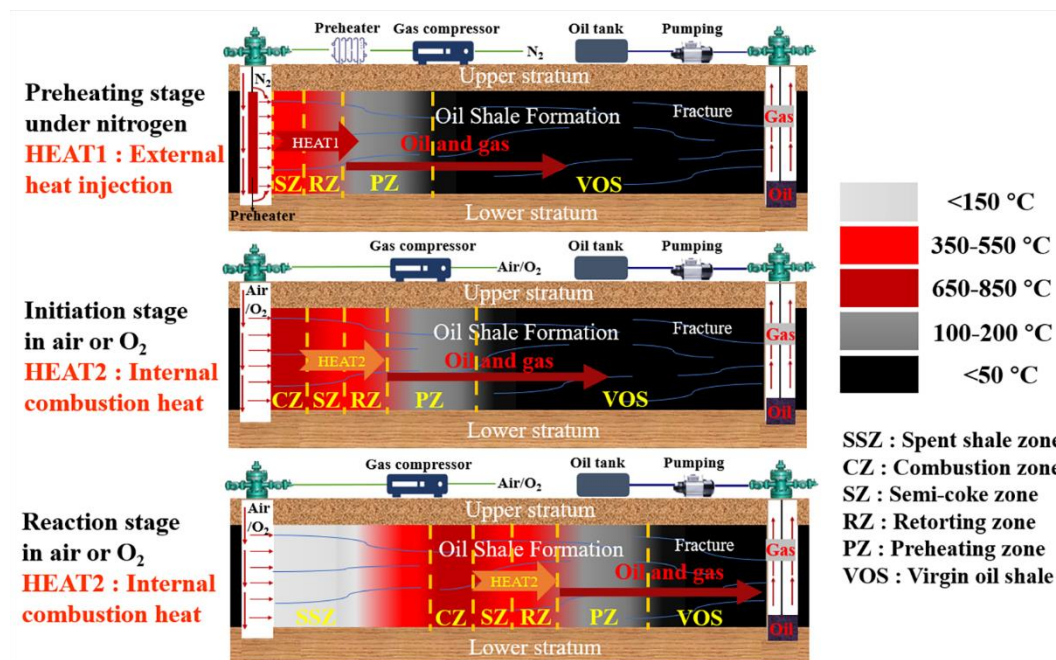 Preheater
Gas compressor
N2
Oil tank
Pumping
Upper stratum
Preheating stage
under nitrogen
HEAT1 : External
heat injection
N2
Oil Shale Formation
Fracture
HEAT1
Oil and gas
Gas
SZ
RZ
PZ
VOS
Oil
Preheater
Lower stratum
Gas compressor
Air/O2
Oil tank
Pumping
Upper stratum
Initiation stage
in air or O2
HEAT2 : Internal
combustion heat
Air
/O2
Oil Shale Formation
Fracture
HEAT2
Oil and gas
Gas
CZ
SZ
RZ
PZ
VOS
Oil
Lower stratum
Gas compressor
Air/O2
Oil tank
Pumping
Upper stratum
Reaction stage
in air or O2
HEAT2 : Internal
combustion heat
Air
/O2
Oil Shale Formation
Fracture
HEAT2
Oil and gas
Gas
SSZ
CZ
SZ
RZ
PZ
VOS
Oil
Lower stratum
<150 °C
350-550 °C
650-850 °C
100-200 °C
<50 °C
SSZ : Spent shale zone
CZ : Combustion zone
SZ : Semi-coke zone
RZ : Retorting zone
PZ : Preheating zone
VOS : Virgin oil shale